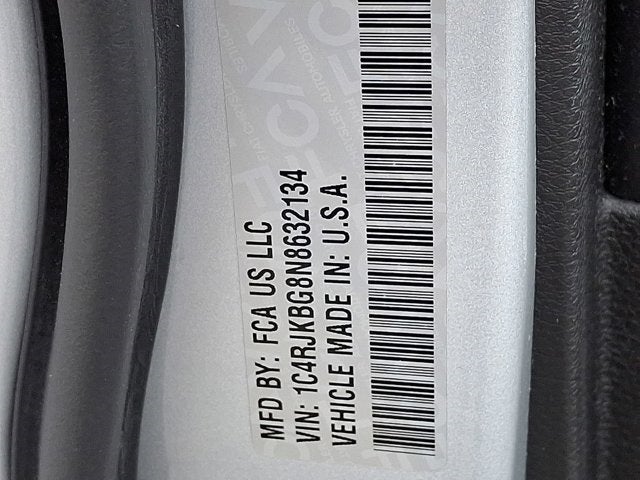 MFD BY: FCA US LLC
VIN: 1C4RJKBG8N8632134
VEHICLE MADE IN: U.S.A.